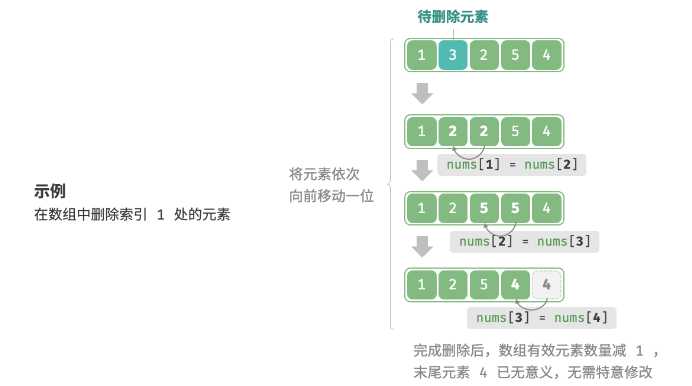 待删除元素
1 3 2 5 4
1 2 2 5 4
nums[1] = nums[2]
将元素依次
向前移动一位
示例
在数组中删除索引 1 处的元素
1 2 5 5 4
nums[2] = nums[3]
1 2 5 4 4
nums[3] = nums[4]
完成删除后，数组有效元素数量减 1 ，
末尾元素 4 已无意义，无需特意修改